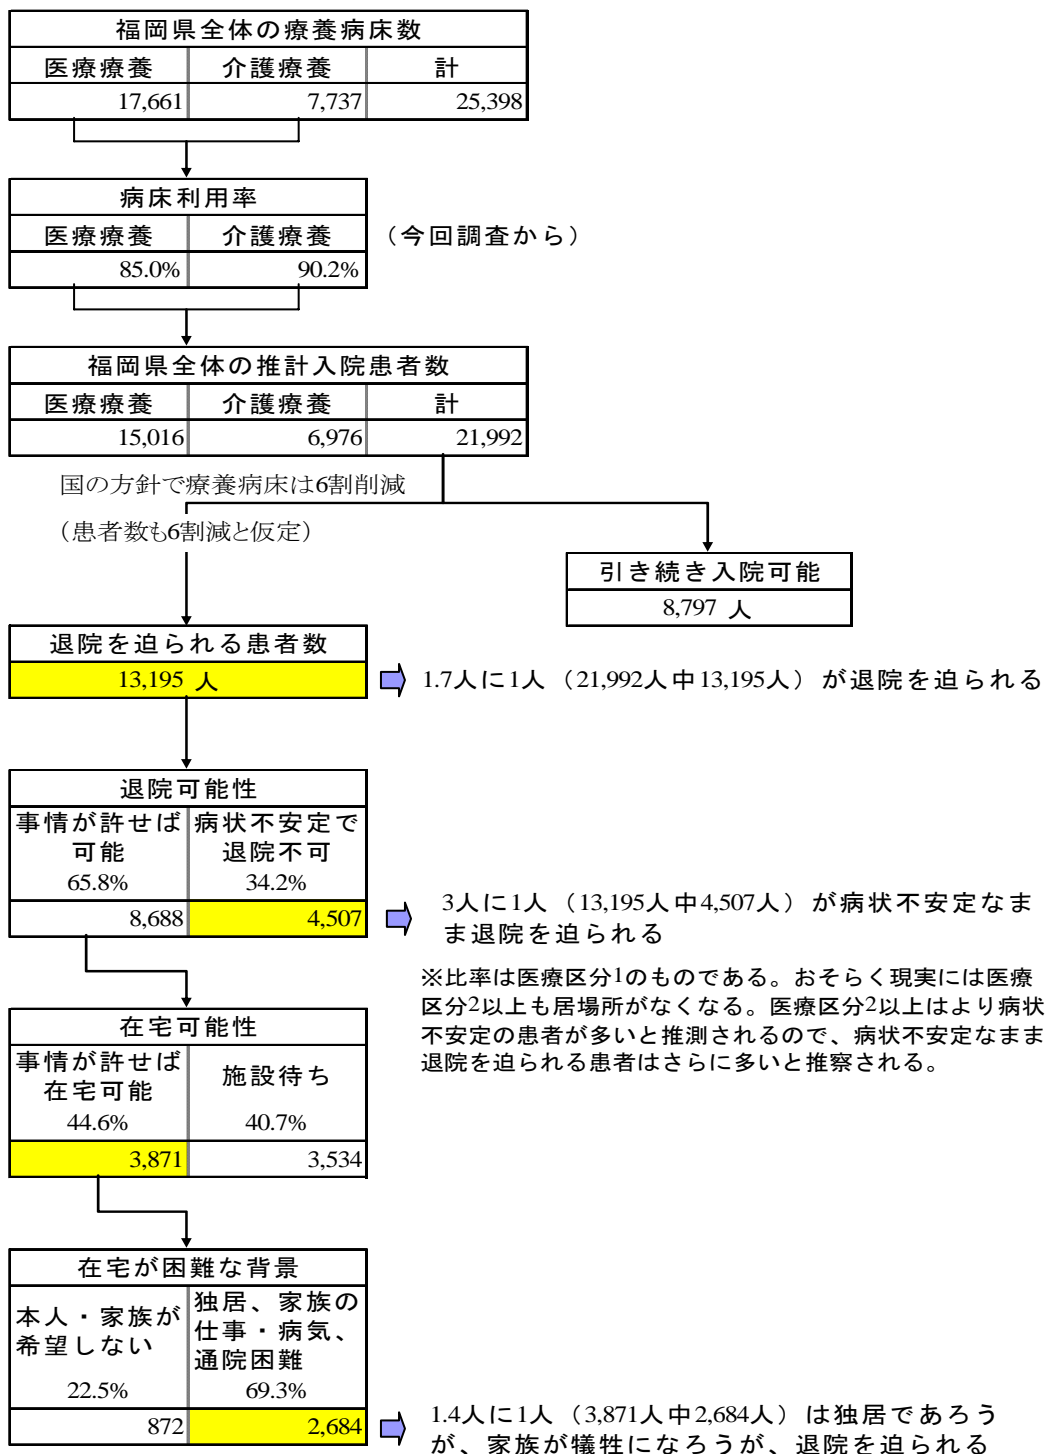 福岡県全体の療養病床数
医療療養 介護療養 計
17,661 7,737 25,398
病床利用率
医療療養 介護療養 (今回調査から)
85.0% 90.2%
福岡県全体の推計入院患者数
医療療養 介護療養 計
15,016 6,976 21,992
国の方針で療養病床は6割削減
(患者数も6割減と仮定)
引き続き入院可能
8,797 人
退院を迫られる患者数
13,195 人
1.7人に1人(21,992人中13,195人)が退院を迫られる
退院可能性
事情が許せば 病状不安定で
可能 退院不可
65.8% 34.2%
8,688 4,507
3人に1人(13,195人中4,507人)が病状不安定なま
ま退院を迫られる
※比率は医療区分1のものである。おそらく現実には医療
区分2以上も居場所がなくなる。医療区分2以上はより病状
不安定の患者が多いと推測されるので、病状不安定なまま
退院を迫られる患者はさらに多いと推察される。
在宅可能性
事情が許せば
在宅可能
施設待ち
44.6% 40.7%
3,871 3,534
在宅が困難な背景
本人・家族が
希望しない
独居、家族の
仕事・病気、
通院困難
22.5% 69.3%
872 2,684
1.4人に1人(3,871人中2,684人)は独居であろう
が、家族が犠牲になろうが、退院を迫られる